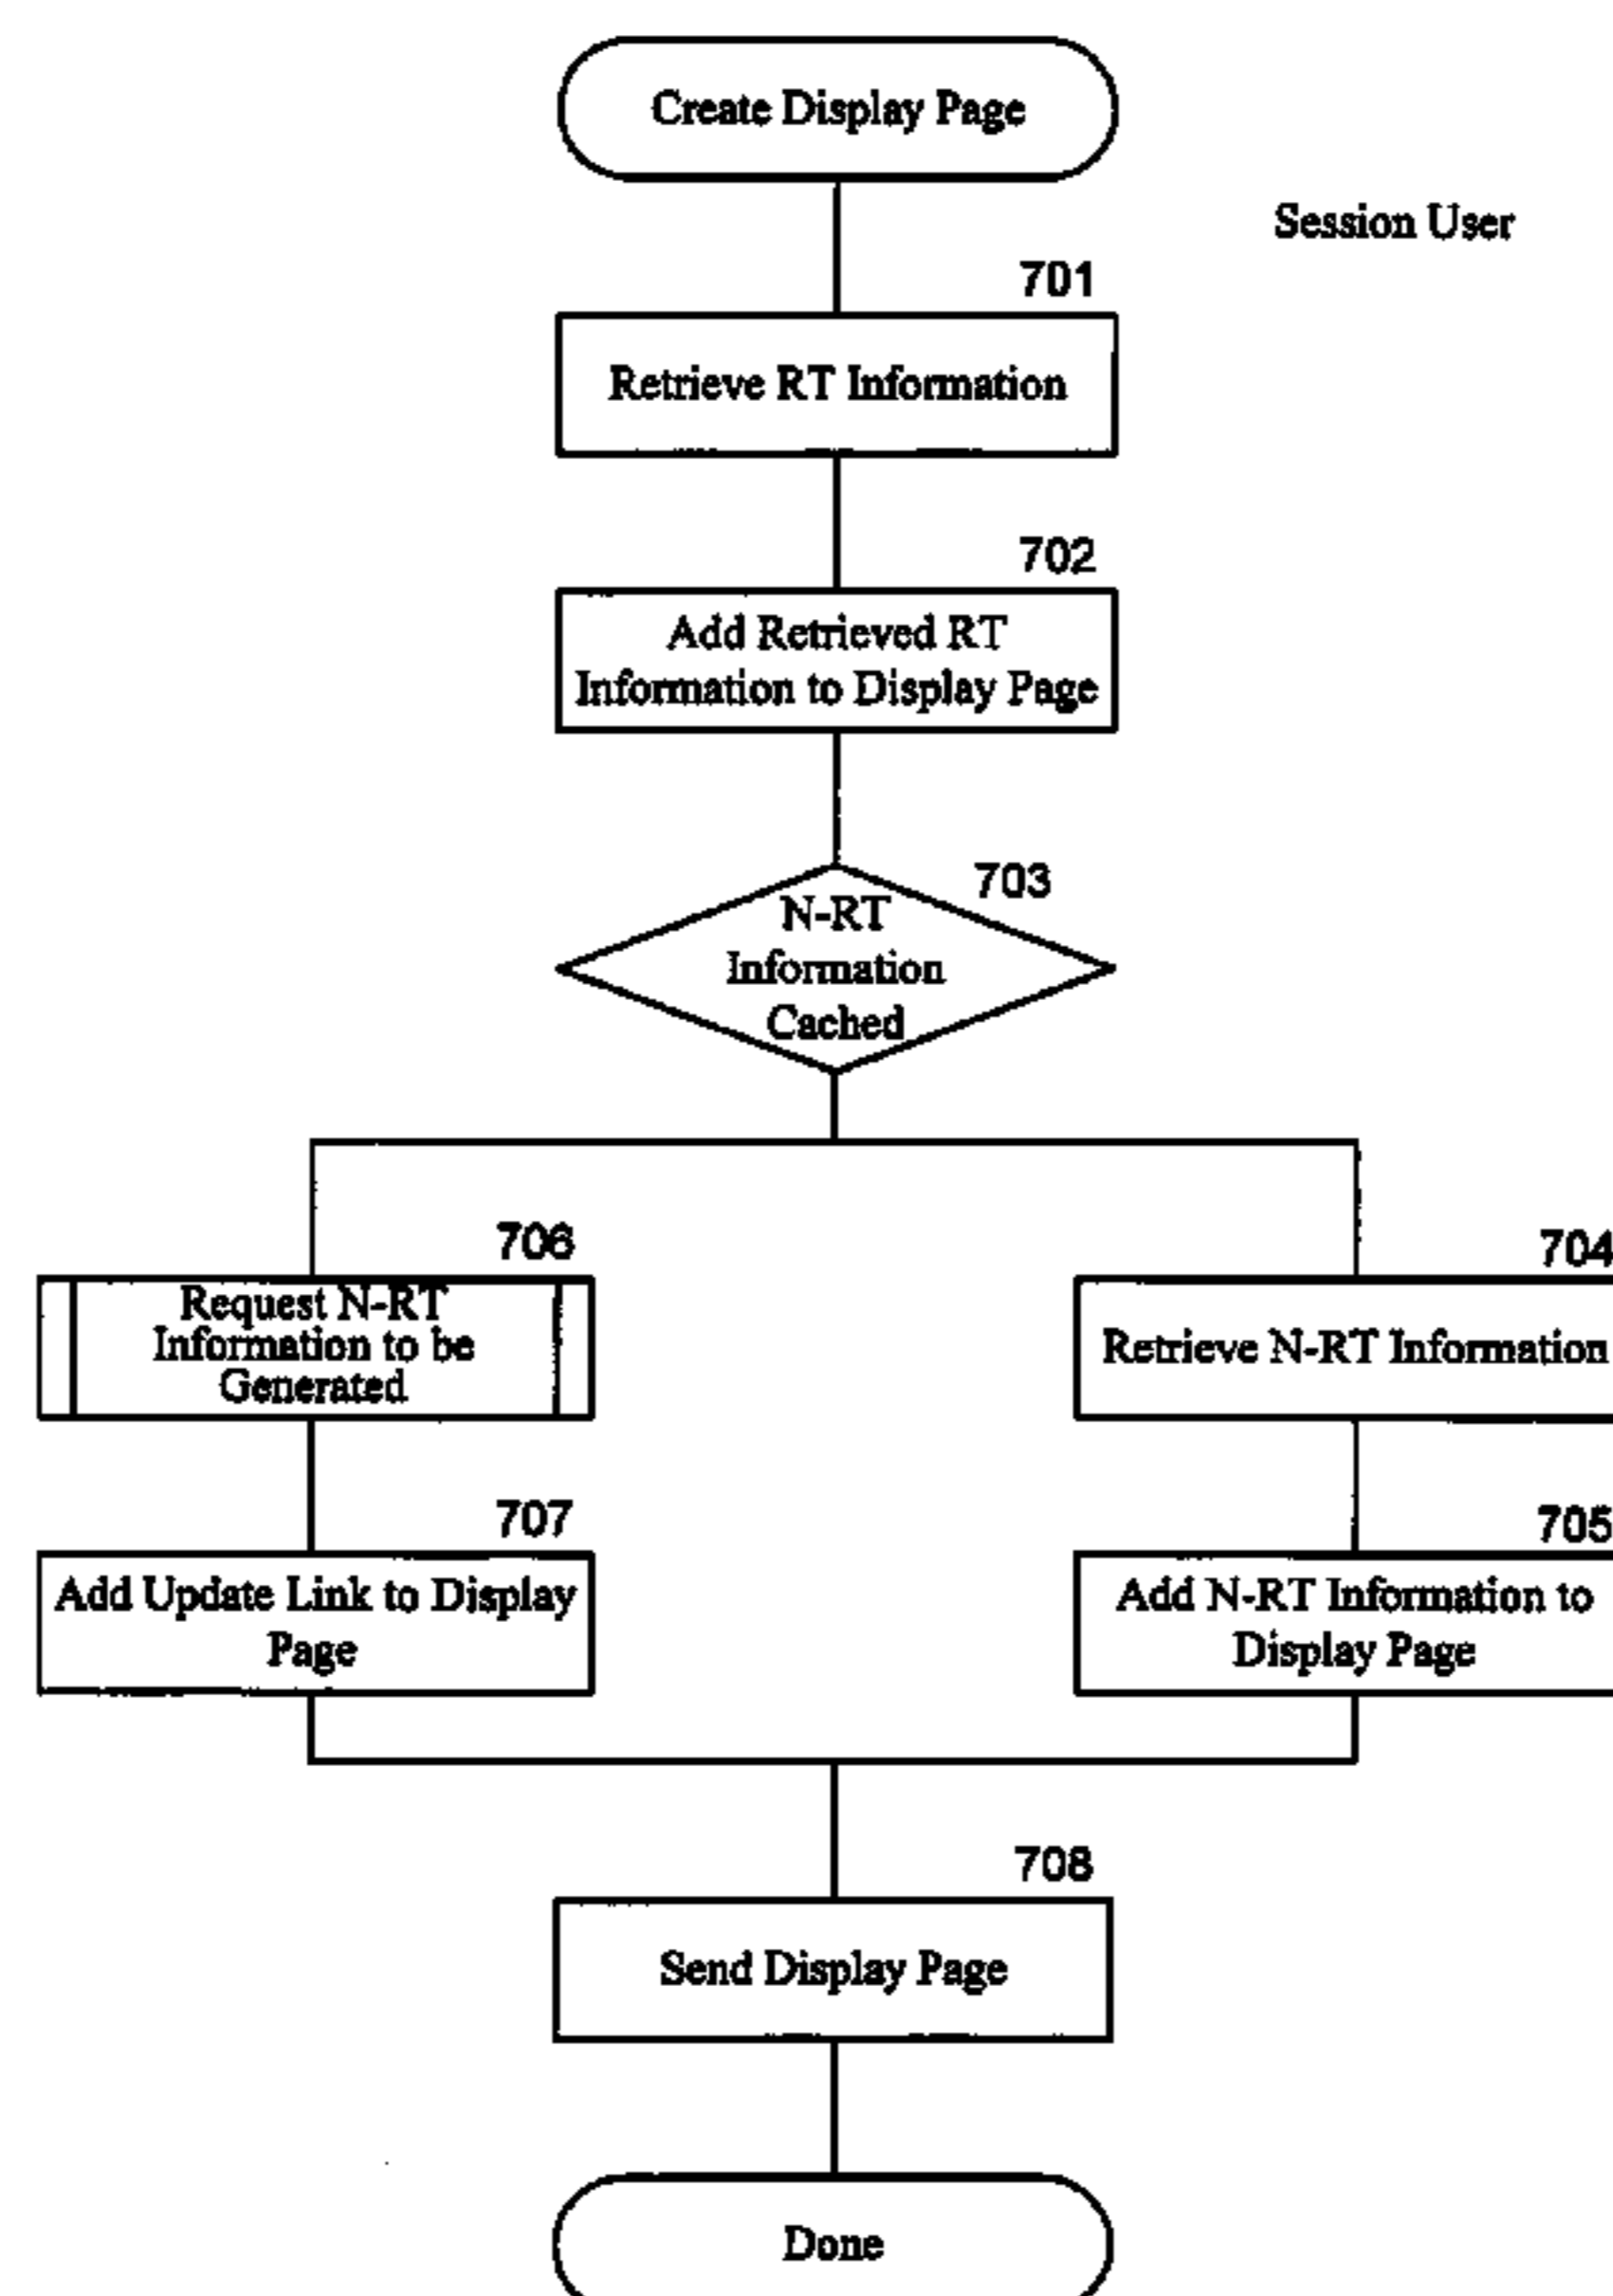 Create Display Page
Session User
701
Retrieve RT Information
702
Add Retrieved RT
Information to Display Page
703
N-RT
Information
Cached
706
Request N-RT
Information to be
Generated
704
Retrieve N-RT Information
707
Add Update Link to Display
Page
705
Add N-RT Information to
Display Page
708
Send Display Page
Done